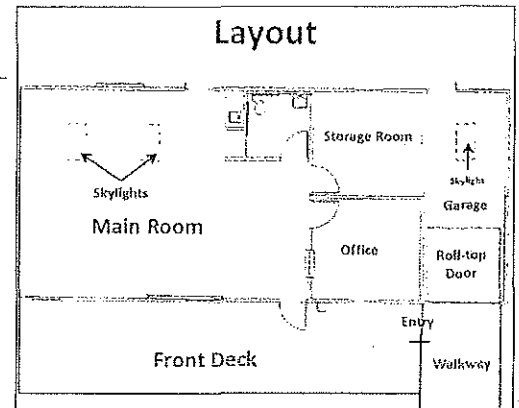 Layout
Storage Room
Skylights
Skylight
Garage
Main Room
Office
Roll-top
Door
Entry
Front Deck
Walkway